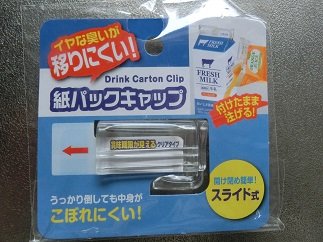 イヤな臭いが
移りにくい!
Drink Carton Clip
紙パックキャップ
FRESH
MILK
FRESH
MILK
付けたまま
注げる!
賞味期限が見える クリアタイプ
開け閉め簡単!
スライド式
うっかり倒しても中身が
こぼれにくい!